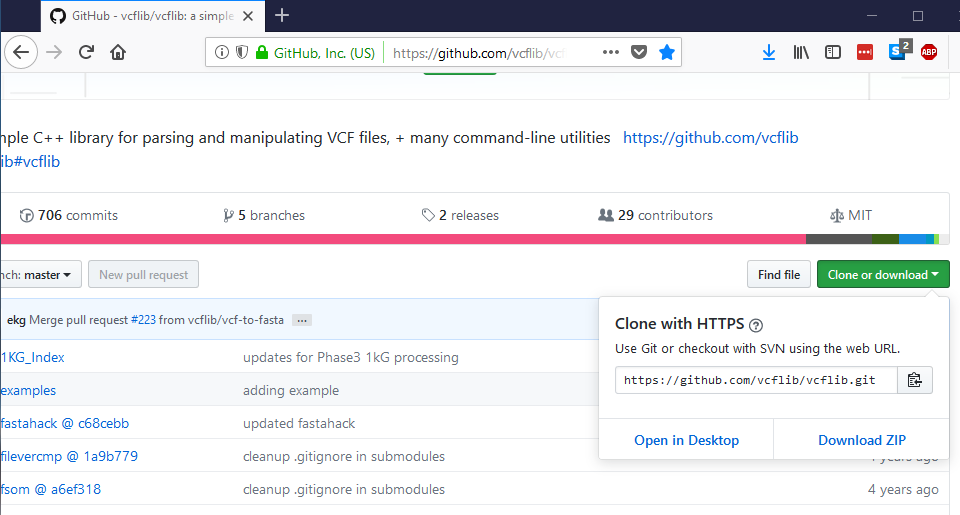 GitHub - vcflib/vcflib: a simple
GitHub, Inc. (US) https://github.com/vcflib/vcf
2
ABP
mple C++ library for parsing and manipulating VCF files, + many command-line utilities https://github.com/vcflib
lib#vcflib
706 commits 5 branches 2 releases 29 contributors MIT
nch: master New pull request Find file Clone or download
ekg Merge pull request #223 from vcflib/vcf-to-fasta ...
Clone with HTTPS ?
Use Git or checkout with SVN using the web URL.
https://github.com/vcflib/vcflib.git
Open in Desktop Download ZIP
1KG_Index updates for Phase3 1kG processing
examples adding example
fastahack @ c68cebb updated fastahack
filevercmp @ 1a9b779 cleanup .gitignore in submodules 4 years ago
fsom @ a6ef318 cleanup .gitignore in submodules 4 years ago